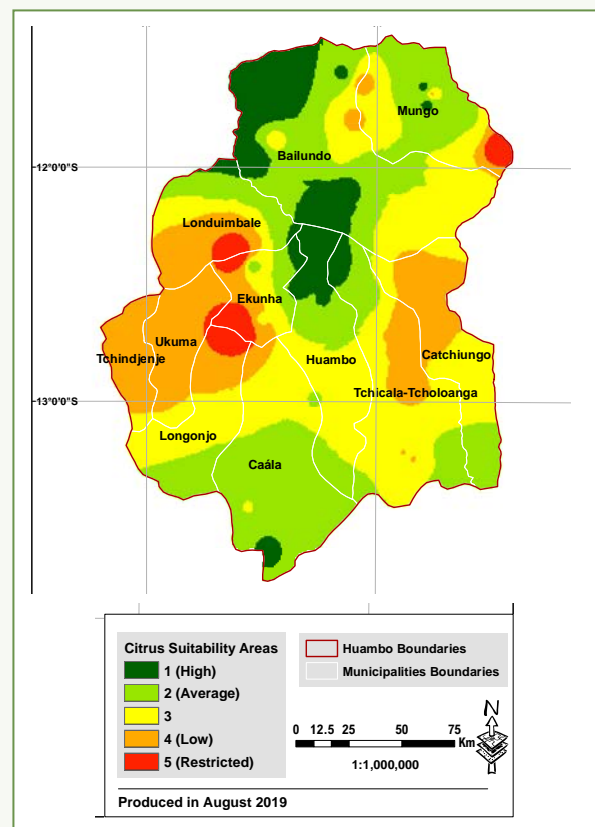 Mungo
12°0'0"S
Bailundo
Londuimbale
Ekunha
Ukuma
Tchindjenje
Huambo
Catchiungo
Tchicala-Tcholoanga
13°0'0"S
Longonjo
Caála
Citrus Suitability Areas
1 (High)
2 (Average)
3
4 (Low)
5 (Restricted)
Huambo Boundaries
Municipalities Boundaries
N
0 12.5 25 50 75
Km
1:1,000,000
Produced in August 2019